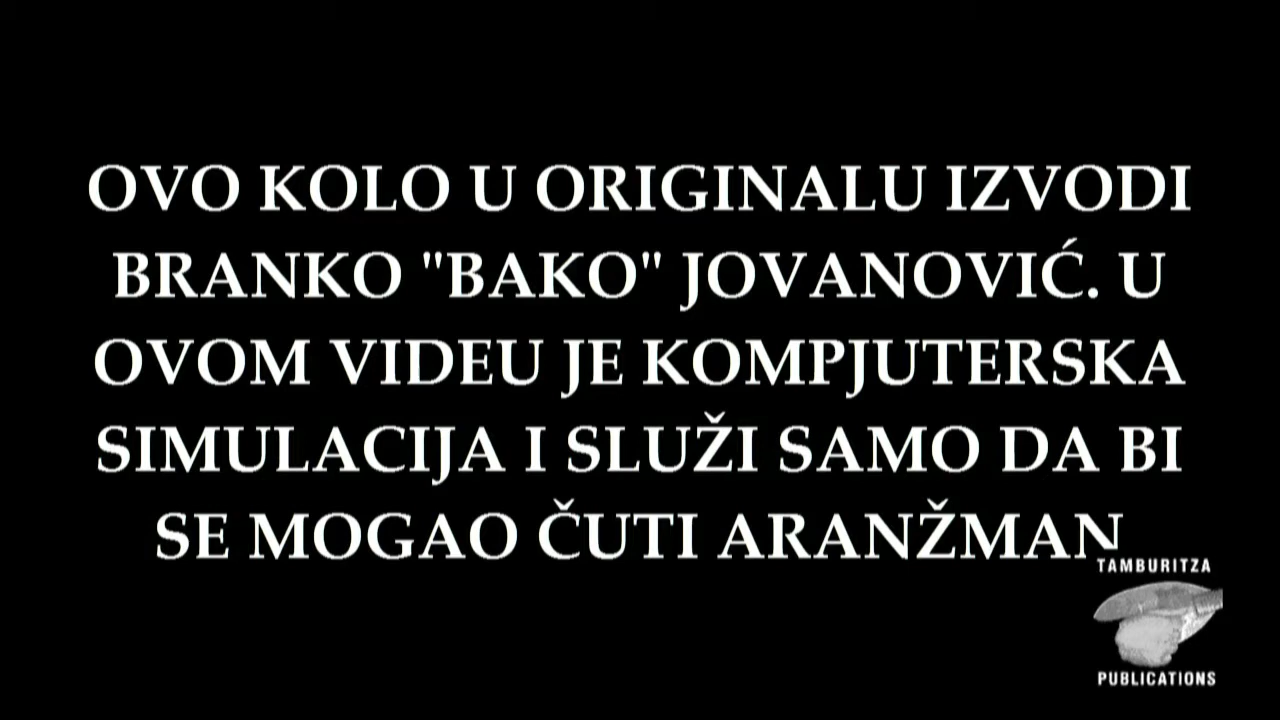 OVO KOLO U ORIGINALU IZVODI
BRANKO "BAKO" JOVANOVIĆ. U
OVOM VIDEU JE KOMPJUTERSKA
SIMULACIJA I SLUŽI SAMO DA BI
SE MOGAO ČUTI ARANŽMAN
TAMBURITZA
PUBLICATIONS